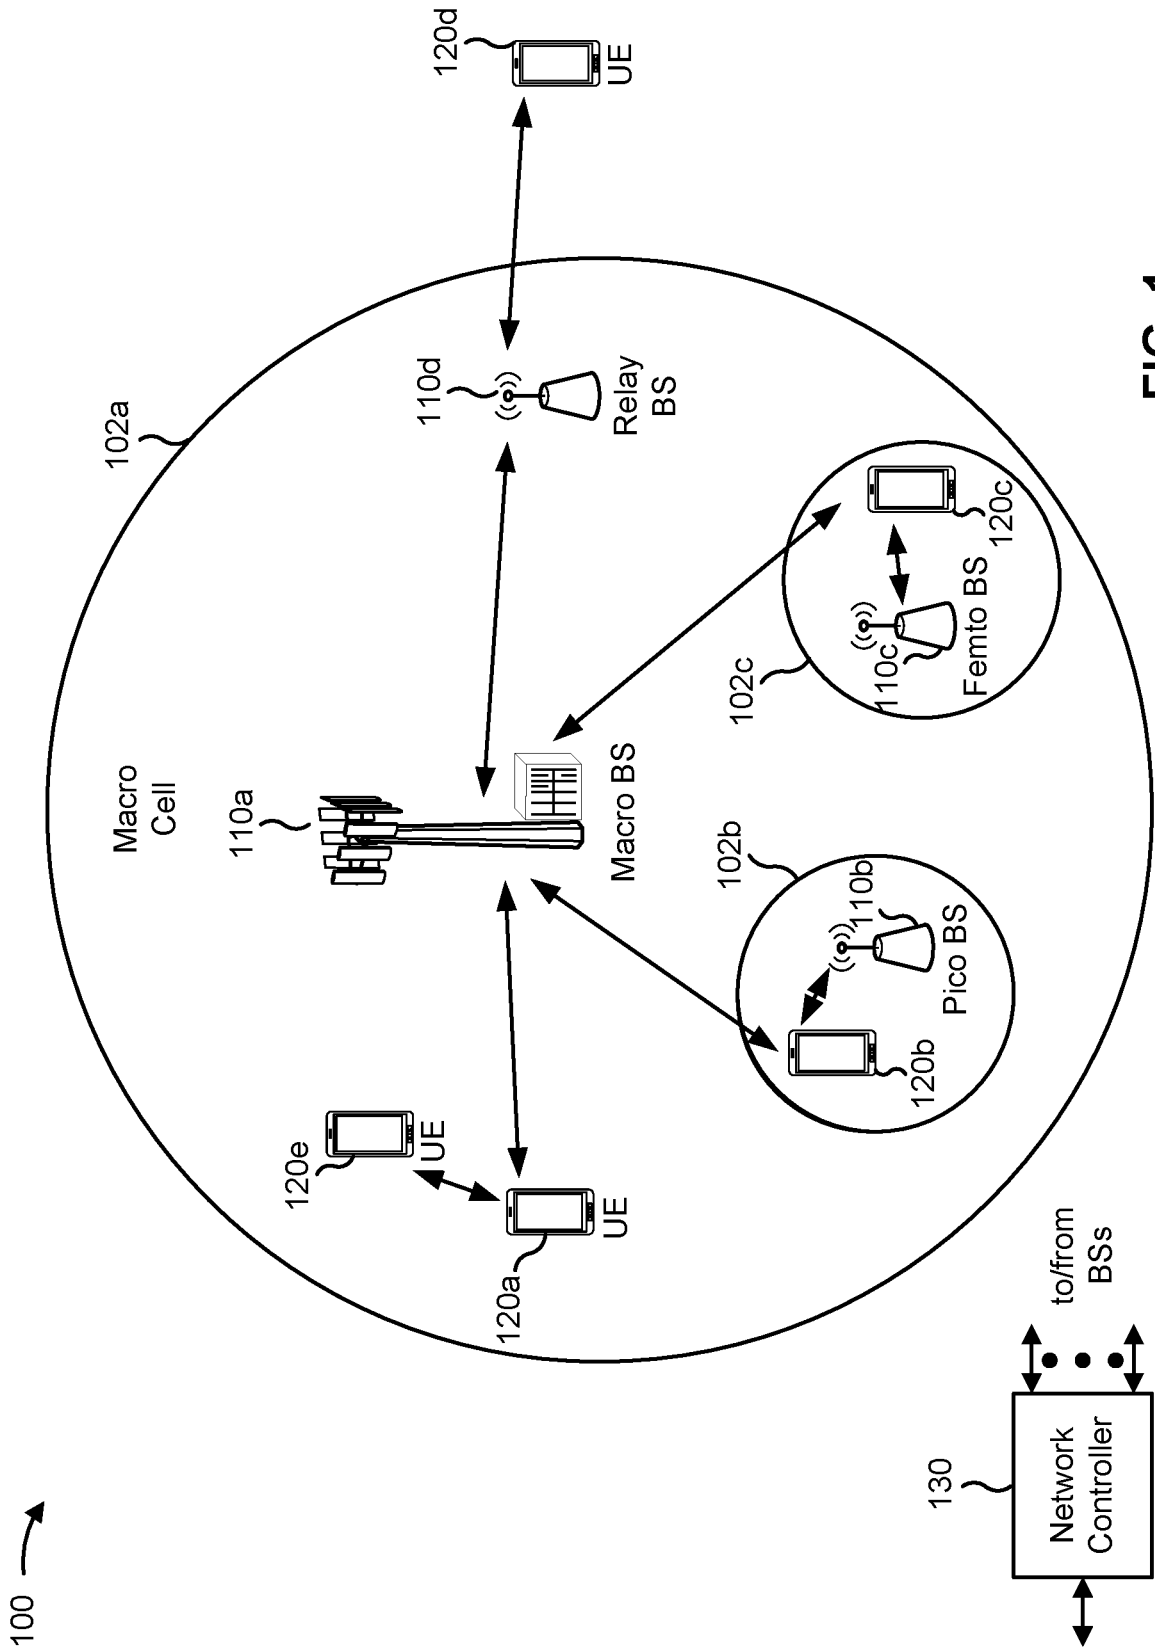 100
102a
Macro
Cell
110a
120d
UE
110d
Relay
BS
120e
UE
120a
UE
Macro BS
102b
102c
110b
Pico BS
120b
110c
Femto BS
120c
130
Network
Controller
to/from
BSs